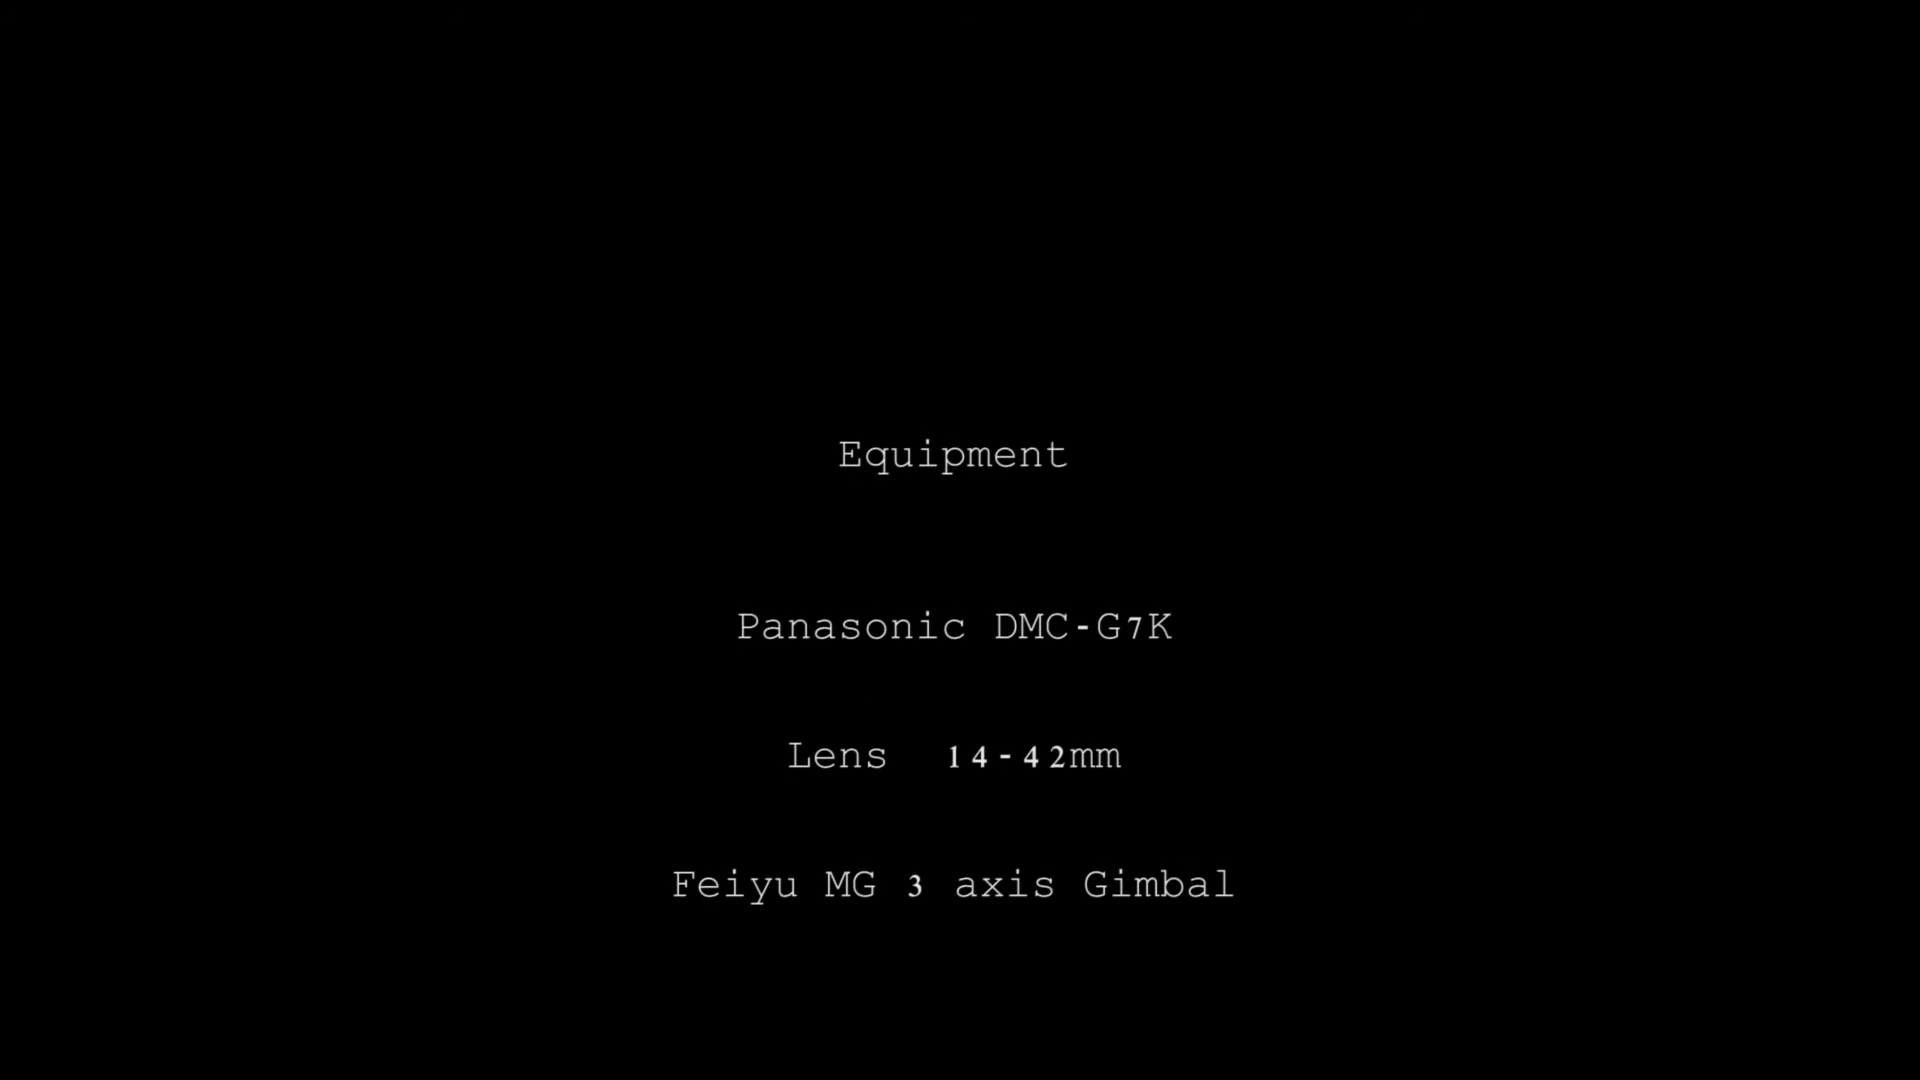 Equipment
Panasonic DMC-G7K
Lens  14-42mm
Feiyu MG 3 axis Gimbal